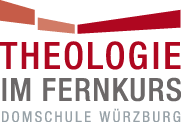 THEOLOGIE
IM FERNKURS
DOMSCHULE WÜRZBURG